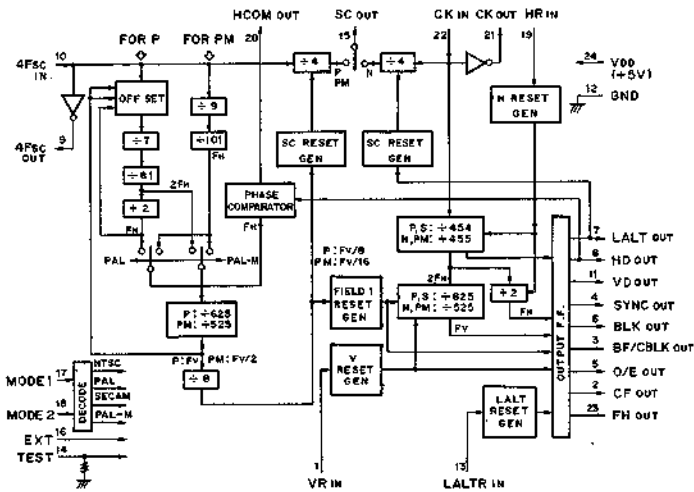 HCOM OUT
SC OUT
CK IN CK OUT HR IN
20
15
22
21
19
FOR P
FOR PM
10
4FSC IN
÷4
P PM
N
÷4
24
VDD (+5V)
12
GND
OFF SET
÷9
H RESET GEN
÷7
÷101
FH
SC RESET GEN
SC RESET GEN
9
4FSC OUT
÷61
2FH
÷2
FH
PHASE COMPARATOR
FH
P,S: ÷454
N,PM: ÷455
7
LALT OUT
PAL
PAL-M
8
HD OUT
P: FV/8
PM: FV/16
2FH
÷2
11
VD OUT
P: ÷625
PM: ÷525
FIELD 1 RESET GEN
P,S: ÷625
N,PM: ÷525
FH
FV
OUTPUT F.F.
4
SYNC OUT
6
BLK OUT
P:FV
PM: FV/2
3
BF/CBLK OUT
÷8
V RESET GEN
5
O/E OUT
2
CF OUT
23
FH OUT
LALT RESET GEN
MODE 1
17
DECODE
NTSC
PAL
SECAM
PAL-M
MODE 2
18
EXT
16
TEST
14
1
VR IN
13
LALTR IN